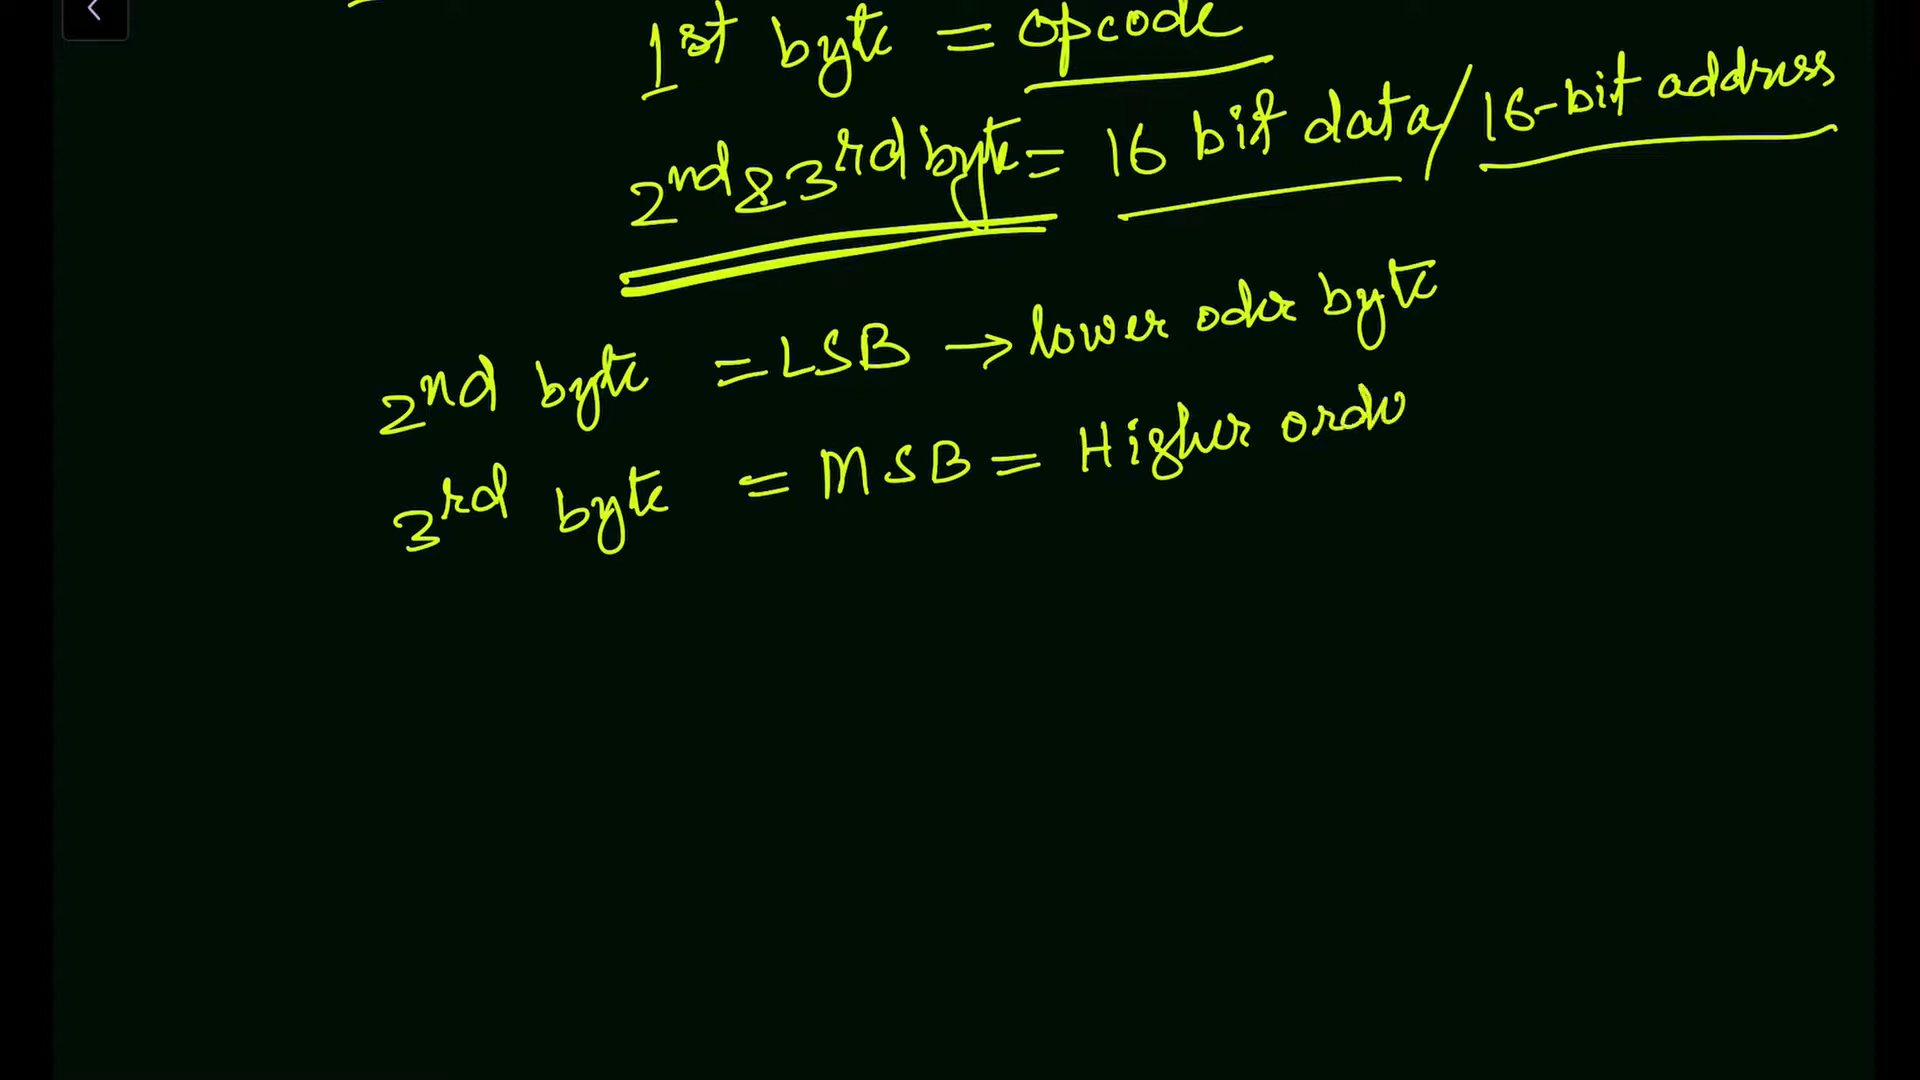 1st byte = opcode
2nd & 3rd byte = 16 bit data / 16-bit address
2nd byte = LSB → lower oder byte
3rd byte = MSB = Higher order